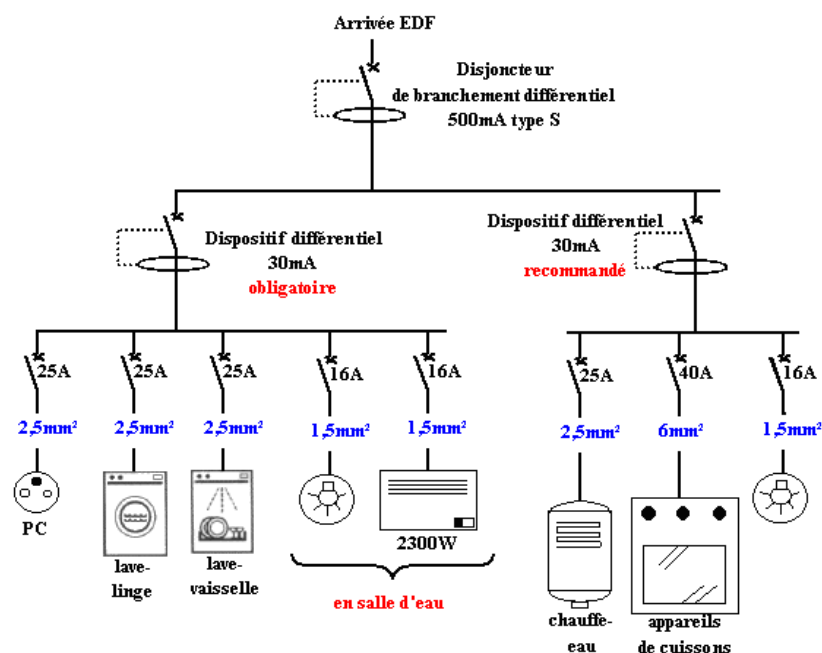 Arrivée EDF
Disjoncteur
de branchement différentiel
500mA type S
Dispositif différentiel
30mA
obligatoire
Dispositif différentiel
30mA
recommandé
25A
25A
25A
16A
16A
25A
40A
16A
2,5mm²
2,5mm²
2,5mm²
1,5mm²
1,5mm²
2,5mm²
6mm²
1,5mm²
PC
lave-
linge
lave-
vaisselle
2300W
en salle d'eau
chauffe-
eau
appareils
de cuissons